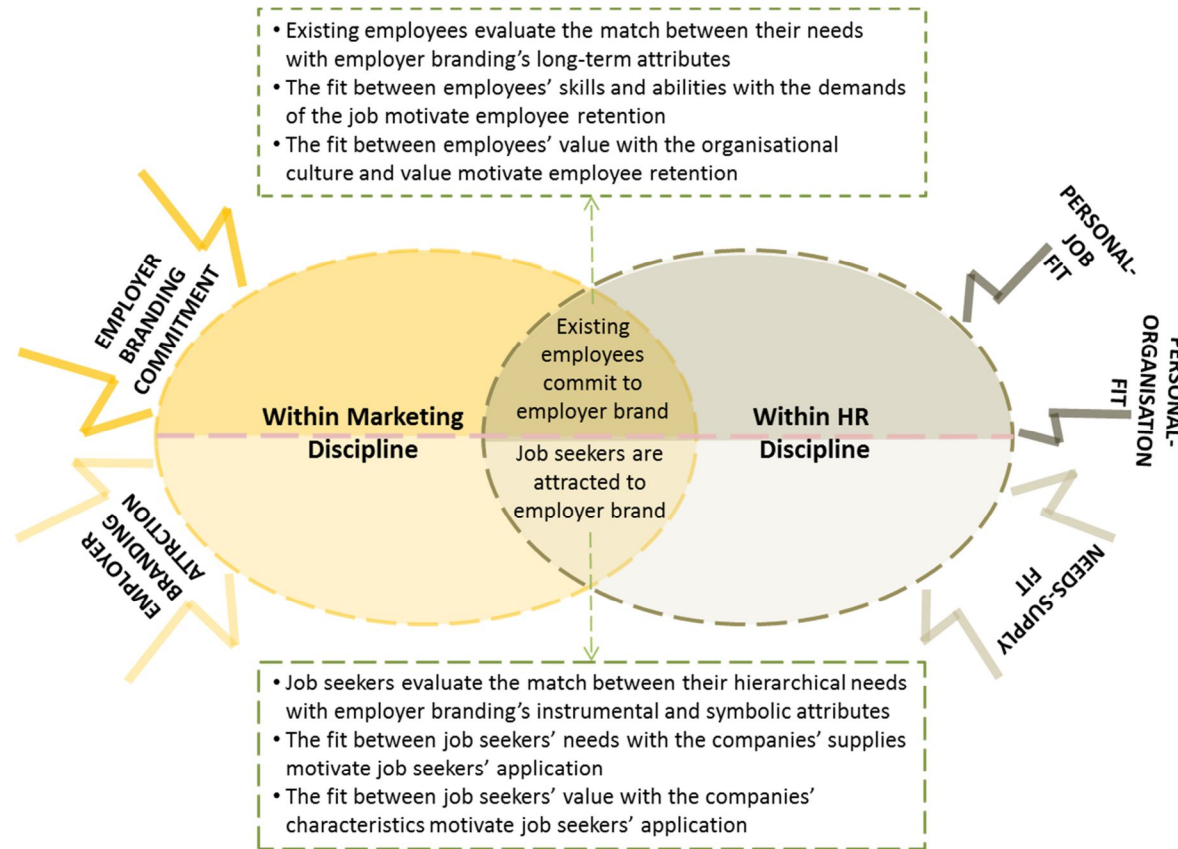 • Existing employees evaluate the match between their needs
with employer branding's long-term attributes
• The fit between employees' skills and abilities with the demands
of the job motivate employee retention
• The fit between employees' value with the organisational
culture and value motivate employee retention
EMPLOYER
BRANDING
COMMITMENT
PERSONAL-
JOB
FIT
Existing
employees
commit to
employer brand
Within Marketing
Discipline
Within HR
Discipline
PERSONAL-
ORGANISATION
FIT
Job seekers are
attracted to
employer brand
EMPLOYER
BRANDING
ATTRCTION
NEEDS-SUPPLY
FIT
• Job seekers evaluate the match between their hierarchical needs
with employer branding's instrumental and symbolic attributes
• The fit between job seekers' needs with the companies' supplies
motivate job seekers' application
• The fit between job seekers' value with the companies'
characteristics motivate job seekers' application